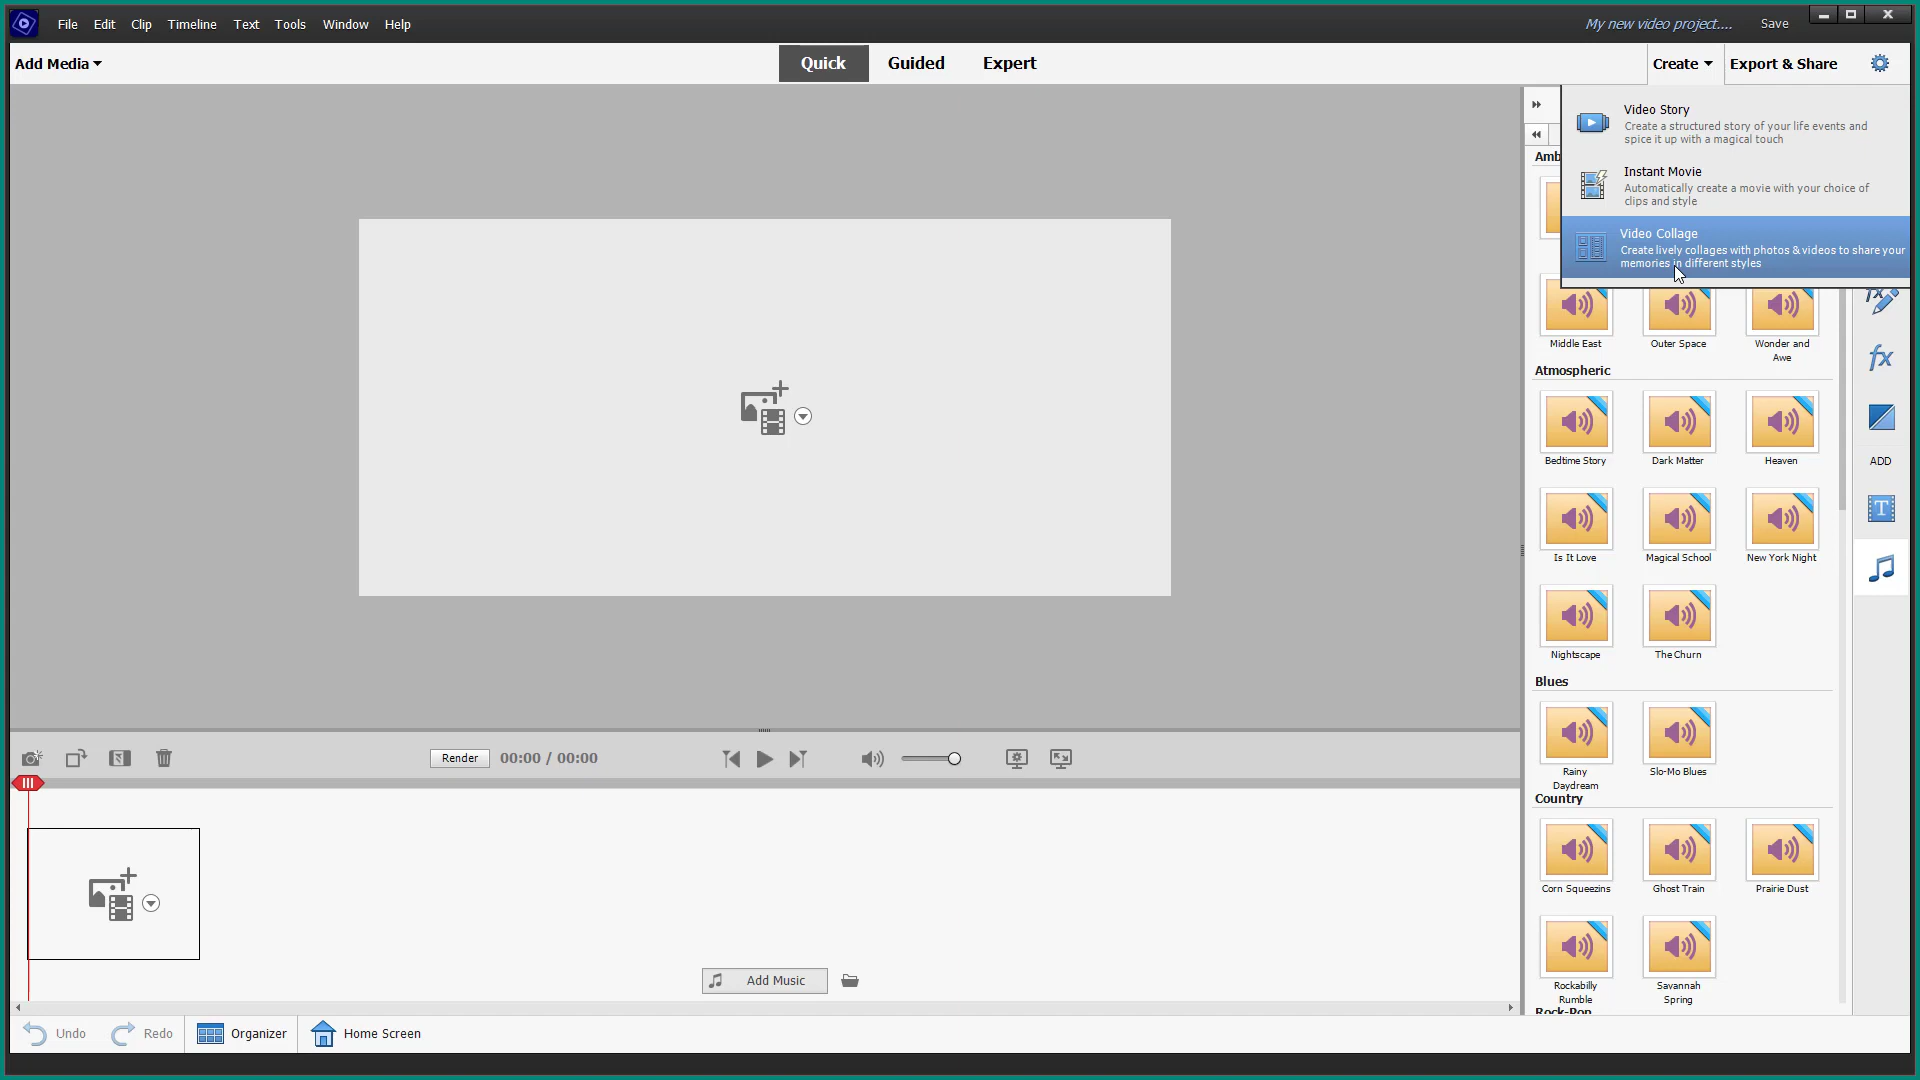 File Edit Clip Timeline Text Tools Window Help
My new video project.... Save
Add Media
Quick Guided Expert
Create Export & Share
Video Story
Create a structured story of your life events and
spice it up with a magical touch
Instant Movie
Automatically create a movie with your choice of
clips and style
Video Collage
Create lively collages with photos & videos to share your
memories in different styles
Amb
fx
Middle East Outer Space Wonder and
Awe
fx
Atmospheric
Bedtime Story Dark Matter Heaven
ADD
T
Is It Love Magical School New York Night
Nightscape The Churn
Blues
Rainy
Daydream
Slo-Mo Blues
Country
Corn Squeezins Ghost Train Prairie Dust
Rockabilly
Rumble
Savannah
Spring
Rock-Pop
Render 00:00 / 00:00
Add Music
Undo Redo Organizer Home Screen